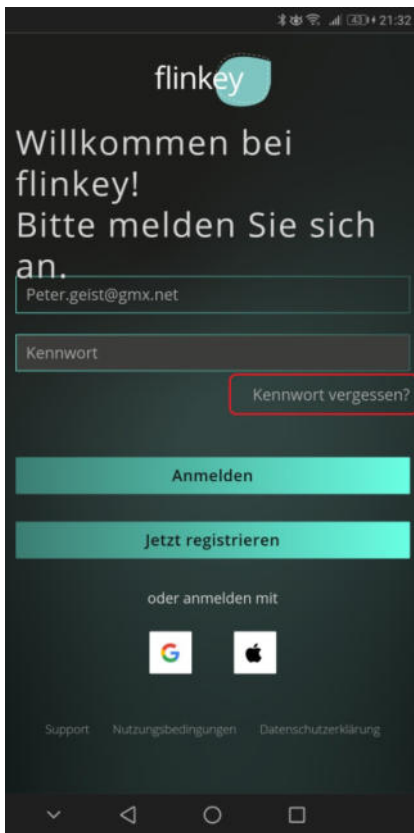 43 21:32
flinkey
Willkommen bei
flinkey!
Bitte melden Sie sich
an.
Peter.geist@gmx.net
Kennwort
Kennwort vergessen?
Anmelden
Jetzt registrieren
oder anmelden mit
G
Support Nutzungsbedingungen Datenschutzerklärung